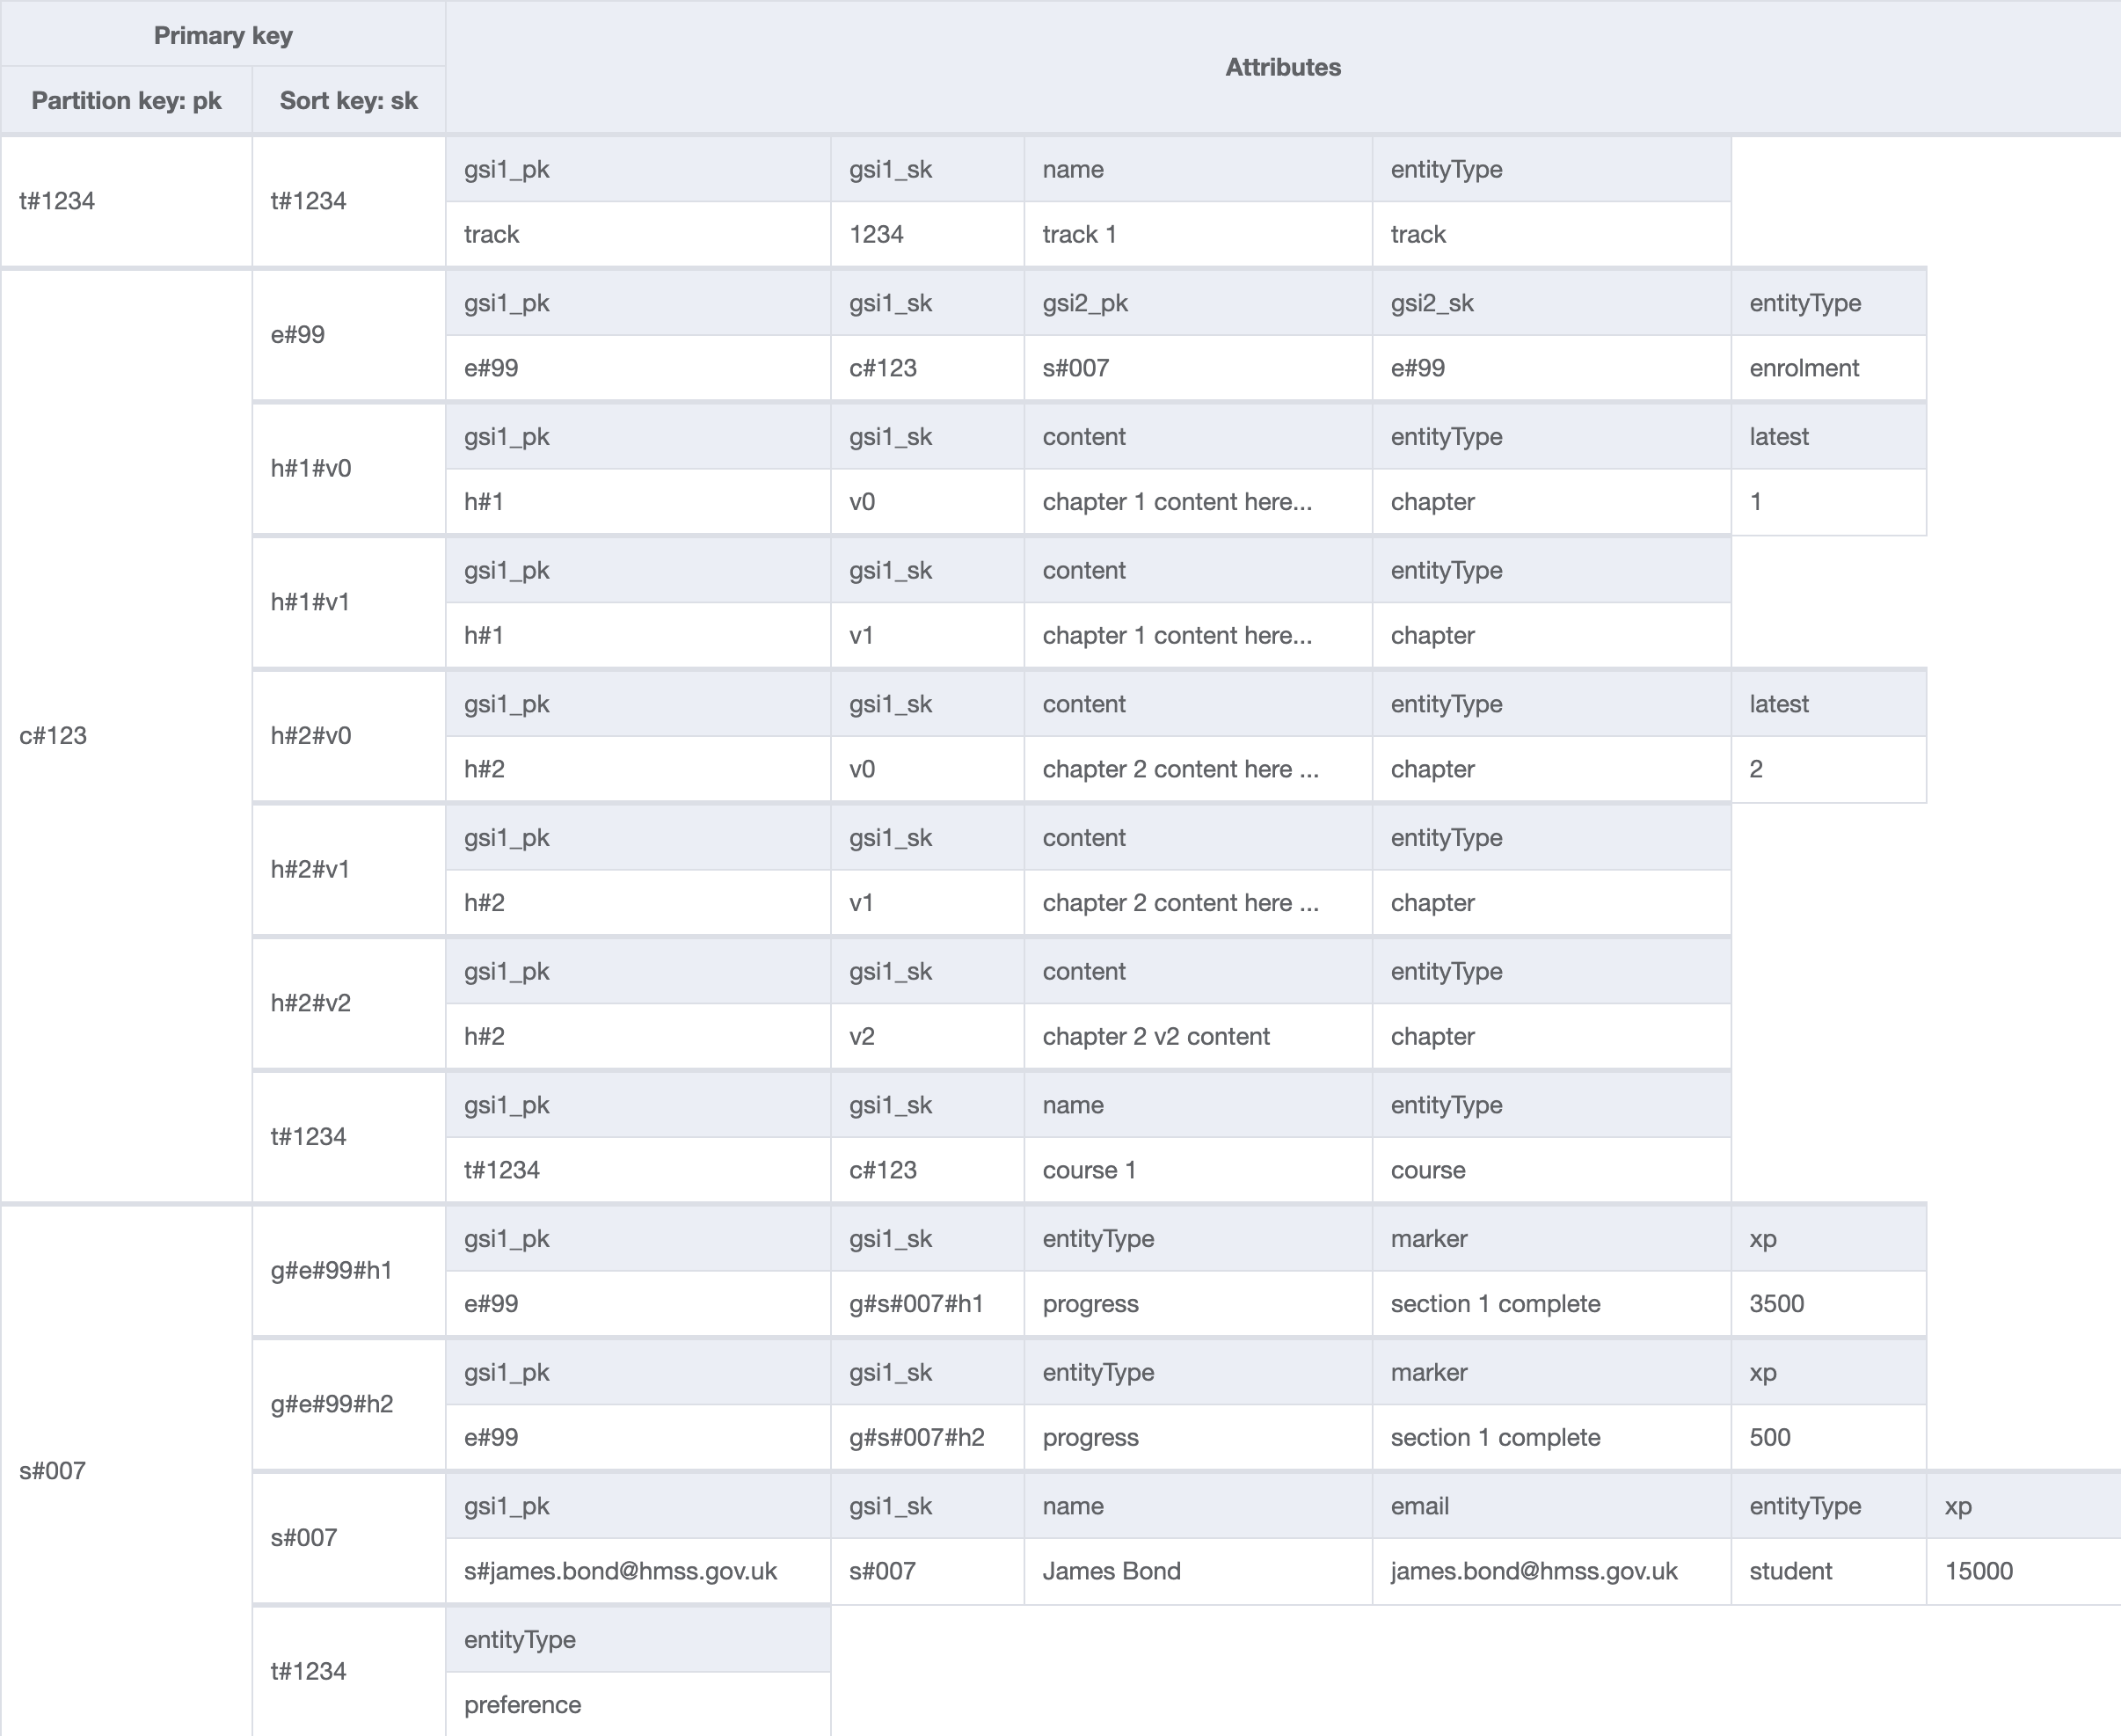 Primary key
Attributes
Partition key: pk Sort key: sk
t#1234 t#1234
gsi1_pk gsi1_sk name entityType
track 1234 track 1 track
c#123
e#99
gsi1_pk gsi1_sk gsi2_pk gsi2_sk entityType
e#99 c#123 s#007 e#99 enrolment
h#1#v0
gsi1_pk gsi1_sk content entityType latest
h#1 v0 chapter 1 content here... chapter 1
h#1#v1
gsi1_pk gsi1_sk content entityType
h#1 v1 chapter 1 content here... chapter
h#2#v0
gsi1_pk gsi1_sk content entityType latest
h#2 v0 chapter 2 content here ... chapter 2
h#2#v1
gsi1_pk gsi1_sk content entityType
h#2 v1 chapter 2 content here ... chapter
h#2#v2
gsi1_pk gsi1_sk content entityType
h#2 v2 chapter 2 v2 content chapter
t#1234
gsi1_pk gsi1_sk name entityType
t#1234 c#123 course 1 course
s#007
g#e#99#h1
gsi1_pk gsi1_sk entityType marker xp
e#99 g#s#007#h1 progress section 1 complete 3500
g#e#99#h2
gsi1_pk gsi1_sk entityType marker xp
e#99 g#s#007#h2 progress section 1 complete 500
s#007
gsi1_pk gsi1_sk name email entityType xp
s#james.bond@hmss.gov.uk s#007 James Bond james.bond@hmss.gov.uk student 15000
t#1234
entityType
preference